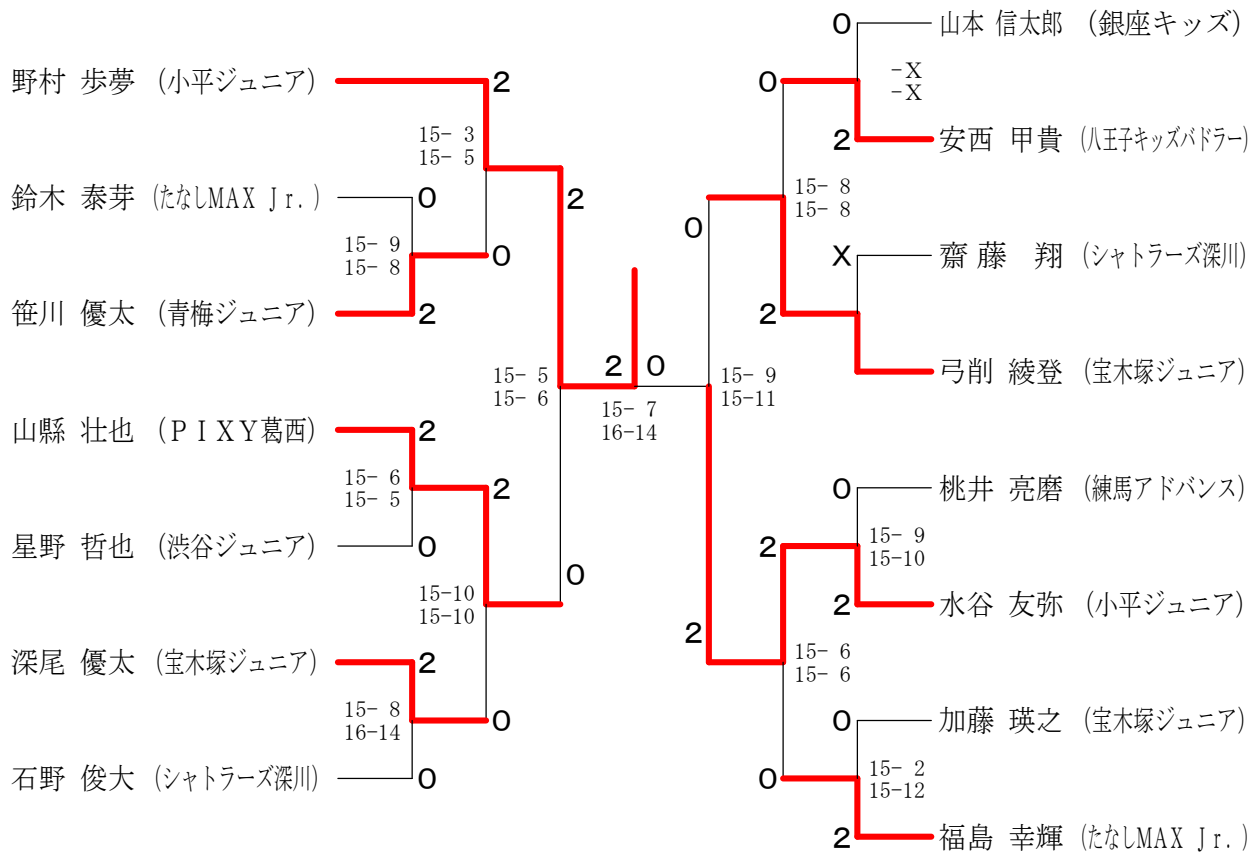 野村 歩夢 (小平ジュニア)
2
15- 3
15- 5
鈴木 泰芽 (たなしMAX Jr.)
0
15- 9
15- 8
0
笹川 優太 (青梅ジュニア)
2
2
15- 5
15- 6
山縣 壮也 (PIXY葛西)
2
15- 6
15- 5
2
星野 哲也 (渋谷ジュニア)
0
15-10
15-10
0
深尾 優太 (宝木塚ジュニア)
2
15- 8
16-14
0
石野 俊大 (シャトラーズ深川)
0
2
0
15- 7
16-14
0
山本 信太郎 (銀座キッズ)
0
-X
-X
2
安西 甲貴 (八王子キッズバドラー)
0
15- 8
15- 8
X
齋藤 翔 (シャトラーズ深川)
2
弓削 綾登 (宝木塚ジュニア)
15- 9
15-11
0
桃井 亮磨 (練馬アドバンス)
2
15- 9
15-10
2
水谷 友弥 (小平ジュニア)
2
15- 6
15- 6
0
加藤 瑛之 (宝木塚ジュニア)
0
15- 2
15-12
2
福島 幸輝 (たなしMAX Jr.)